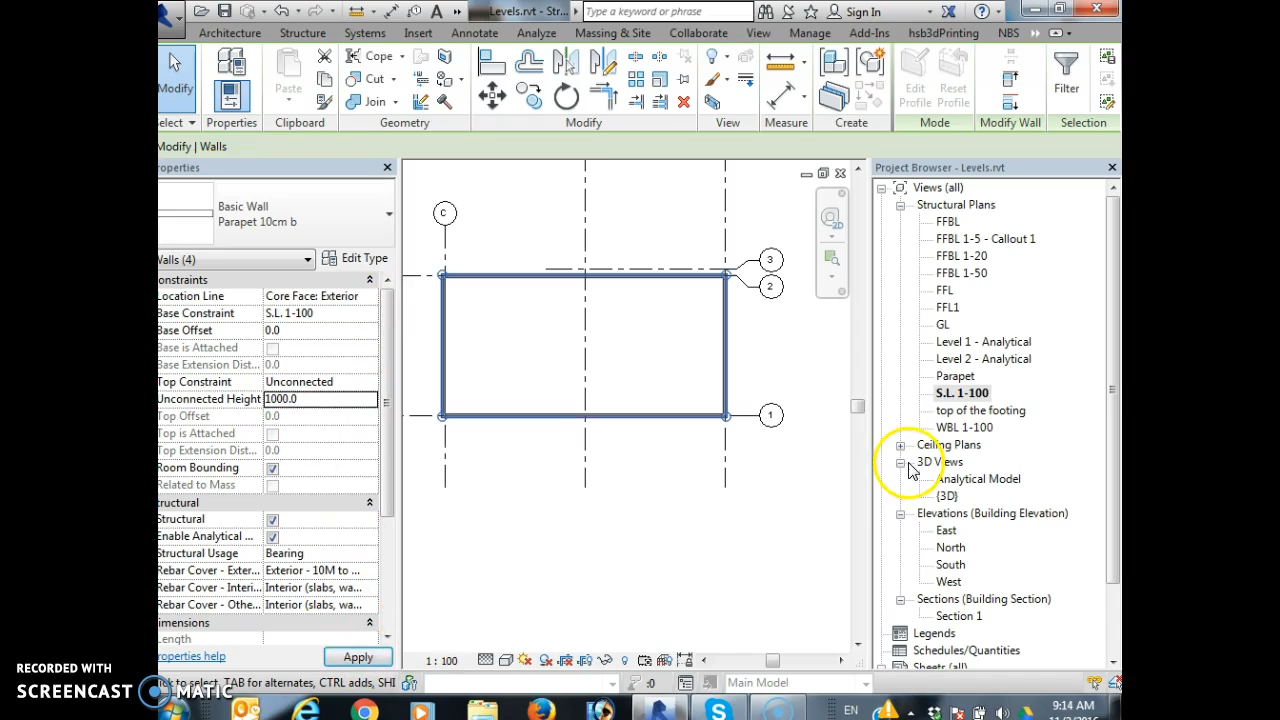 Levels.rvt - Str...
Type a keyword or phrase
Sign In
Architecture Structure Systems Insert Annotate Analyze Massing & Site Collaborate View Manage Add-Ins hsb3dPrinting NBS
Modify
Paste
Cope
Cut
Join
Edit Profile
Reset Profile
Filter
Select Properties Clipboard Geometry Modify View Measure Create Mode Modify Wall Selection
Modify | Walls
roperties
Basic Wall
Parapet 10cm b
Walls (4)
Edit Type
onstraints
Location Line Core Face: Exterior
Base Constraint S.L. 1-100
Base Offset 0.0
Base is Attached
Base Extension Dist... 0.0
Top Constraint Unconnected
Unconnected Height 1000.0
Top Offset 0.0
Top is Attached
Top Extension Dist... 0.0
Room Bounding
Related to Mass
tructural
Structural
Enable Analytical ...
Structural Usage Bearing
Rebar Cover - Exter... Exterior - 10M to ...
Rebar Cover - Interi... Interior (slabs, wa...
Rebar Cover - Othe... Interior (slabs, wa...
imensions
Length
roperties help
Apply
C
3
2
1
2D
1 : 100
Project Browser - Levels.rvt
Views (all)
Structural Plans
FFBL
FFBL 1-5 - Callout 1
FFBL 1-20
FFBL 1-50
FFL
FFL1
GL
Level 1 - Analytical
Level 2 - Analytical
Parapet
S.L. 1-100
top of the footing
WBL 1-100
Ceiling Plans
3D Views
Analytical Model
{3D}
Elevations (Building Elevation)
East
North
South
West
Sections (Building Section)
Section 1
Legends
Schedules/Quantities
Sheets (all)
to select, TAB for alternates, CTRL adds, SHI
:0
Main Model
RECORDED WITH
SCREENCAST MATIC
EN
9:14 AM